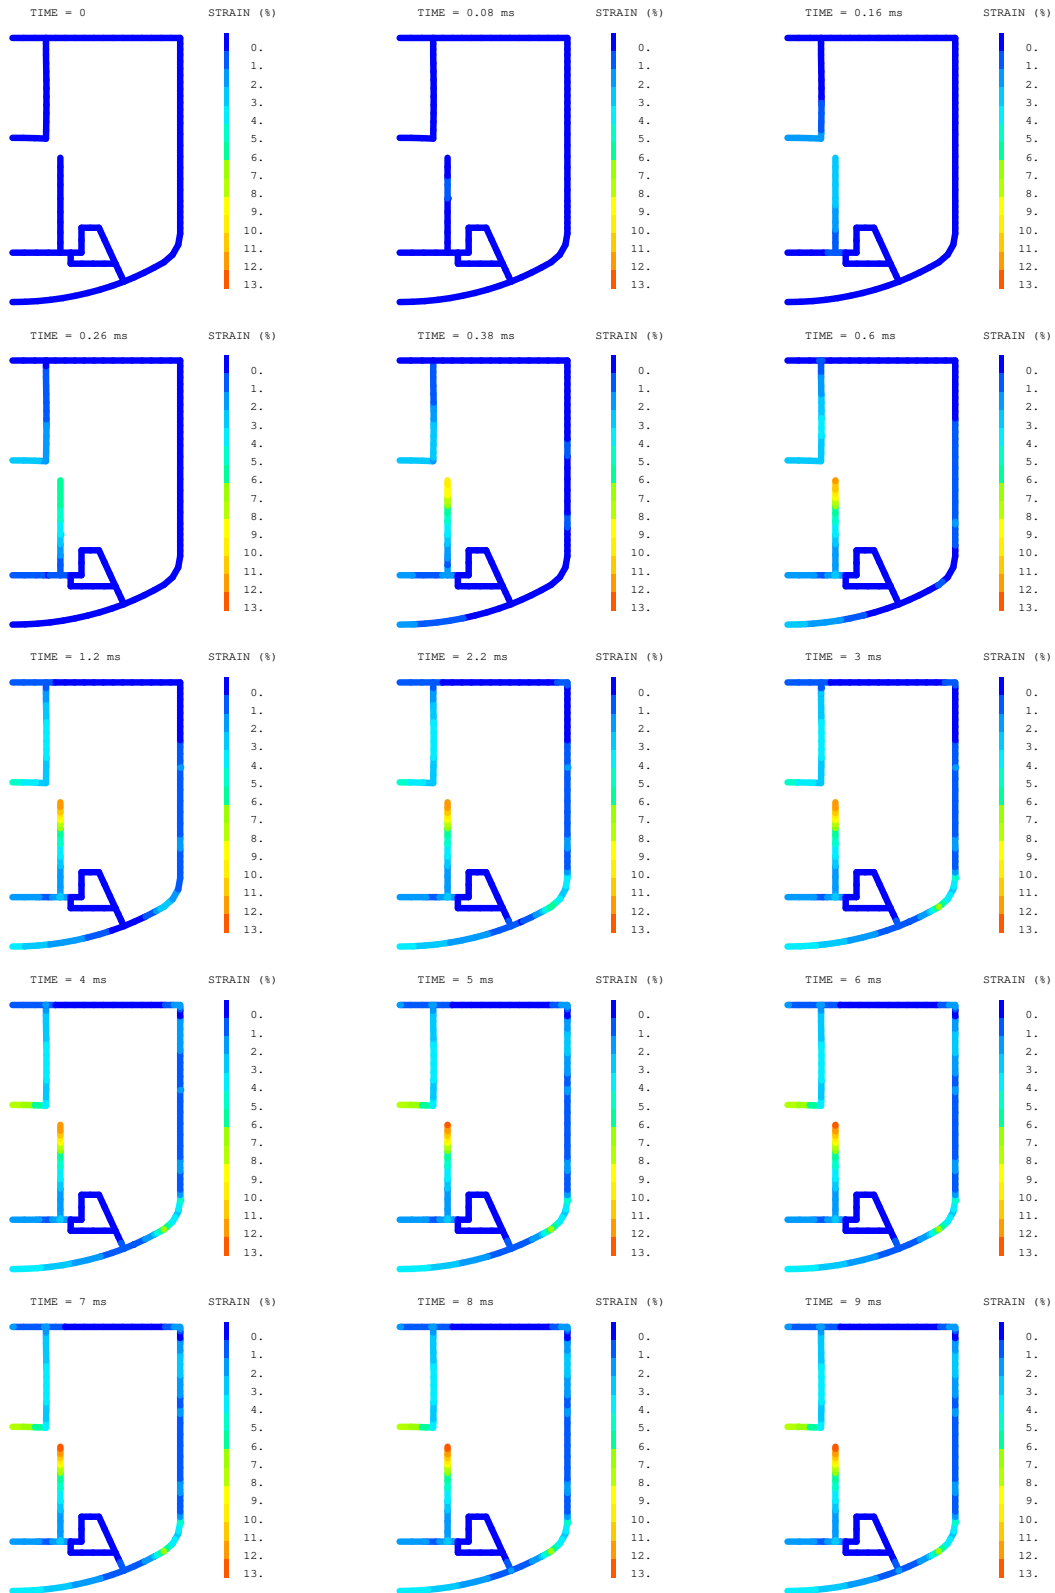 TIME = 0 STRAIN (%) TIME = 0.08 ms STRAIN (%) TIME = 0.16 ms STRAIN (%)
0. 0. 0.
1. 1. 1.
2. 2. 2.
3. 3. 3.
4. 4. 4.
5. 5. 5.
6. 6. 6.
7. 7. 7.
8. 8. 8.
9. 9. 9.
10. 10. 10.
11. 11. 11.
12. 12. 12.
13. 13. 13.
TIME = 0.26 ms STRAIN (%) TIME = 0.38 ms STRAIN (%) TIME = 0.6 ms STRAIN (%)
0. 0. 0.
1. 1. 1.
2. 2. 2.
3. 3. 3.
4. 4. 4.
5. 5. 5.
6. 6. 6.
7. 7. 7.
8. 8. 8.
9. 9. 9.
10. 10. 10.
11. 11. 11.
12. 12. 12.
13. 13. 13.
TIME = 1.2 ms STRAIN (%) TIME = 2.2 ms STRAIN (%) TIME = 3 ms STRAIN (%)
0. 0. 0.
1. 1. 1.
2. 2. 2.
3. 3. 3.
4. 4. 4.
5. 5. 5.
6. 6. 6.
7. 7. 7.
8. 8. 8.
9. 9. 9.
10. 10. 10.
11. 11. 11.
12. 12. 12.
13. 13. 13.
TIME = 4 ms STRAIN (%) TIME = 5 ms STRAIN (%) TIME = 6 ms STRAIN (%)
0. 0. 0.
1. 1. 1.
2. 2. 2.
3. 3. 3.
4. 4. 4.
5. 5. 5.
6. 6. 6.
7. 7. 7.
8. 8. 8.
9. 9. 9.
10. 10. 10.
11. 11. 11.
12. 12. 12.
13. 13. 13.
TIME = 7 ms STRAIN (%) TIME = 8 ms STRAIN (%) TIME = 9 ms STRAIN (%)
0. 0. 0.
1. 1. 1.
2. 2. 2.
3. 3. 3.
4. 4. 4.
5. 5. 5.
6. 6. 6.
7. 7. 7.
8. 8. 8.
9. 9. 9.
10. 10. 10.
11. 11. 11.
12. 12. 12.
13. 13. 13.